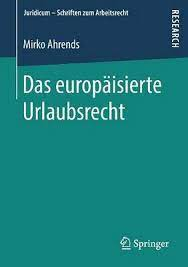 Juridicum – Schriften zum Arbeitsrecht
RESEARCH
Mirko Ahrends
Das europäisierte
Urlaubsrecht
Springer